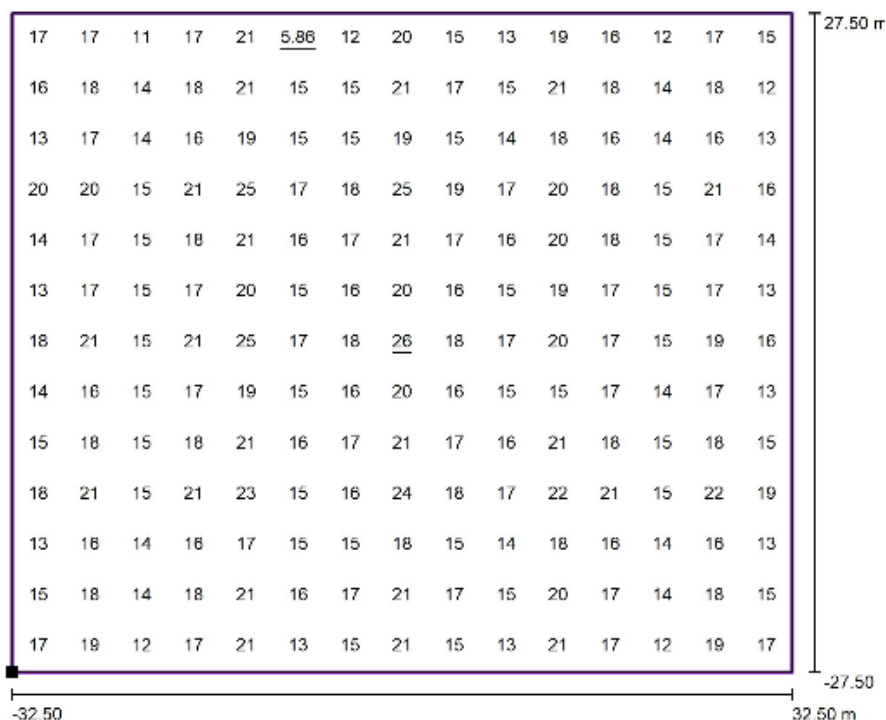 17 17 11 17 21 5.86 12 20 15 13 19 16 12 17 15
27.50 m
16 18 14 18 21 15 15 21 17 15 21 18 14 18 12
13 17 14 16 19 15 15 19 15 14 18 16 14 16 13
20 20 15 21 25 17 18 25 19 17 20 18 15 21 16
14 17 15 18 21 16 17 21 17 16 20 18 15 17 14
13 17 15 17 20 15 16 20 16 15 19 17 15 17 13
18 21 15 21 25 17 18 26 18 17 20 17 15 19 16
14 16 15 17 19 15 16 20 16 15 15 17 14 17 13
15 18 15 18 21 16 17 21 17 16 21 18 15 18 15
18 21 15 21 23 15 16 24 18 17 22 21 15 22 19
13 16 14 16 17 15 15 18 15 14 18 16 14 16 13
15 18 14 18 21 16 17 21 17 15 20 17 14 18 15
17 19 12 17 21 13 15 21 15 13 21 17 12 19 17
-27.50
-32.50 32.50 m